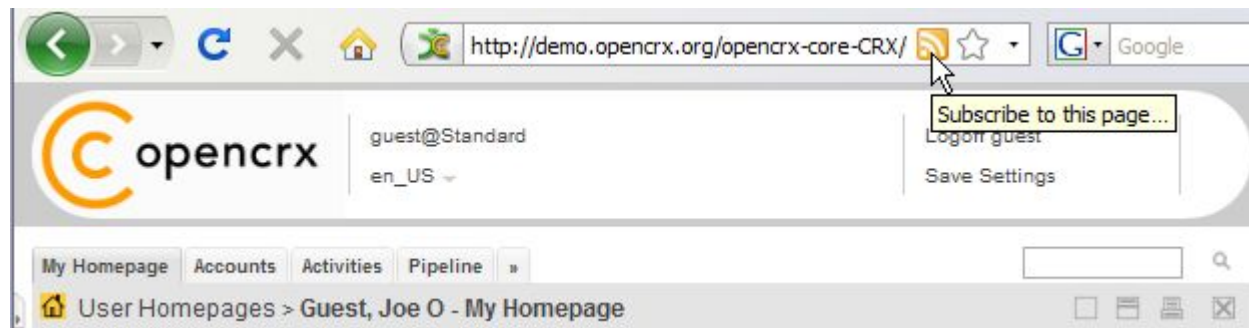 http://demo.opencrx.org/opencrx-core-CRX/ G Google
Subscribe to this page...
opencrx guest@Standard Logoff guest
en_US Save Settings
My Homepage Accounts Activities Pipeline »
User Homepages > Guest, Joe O - My Homepage